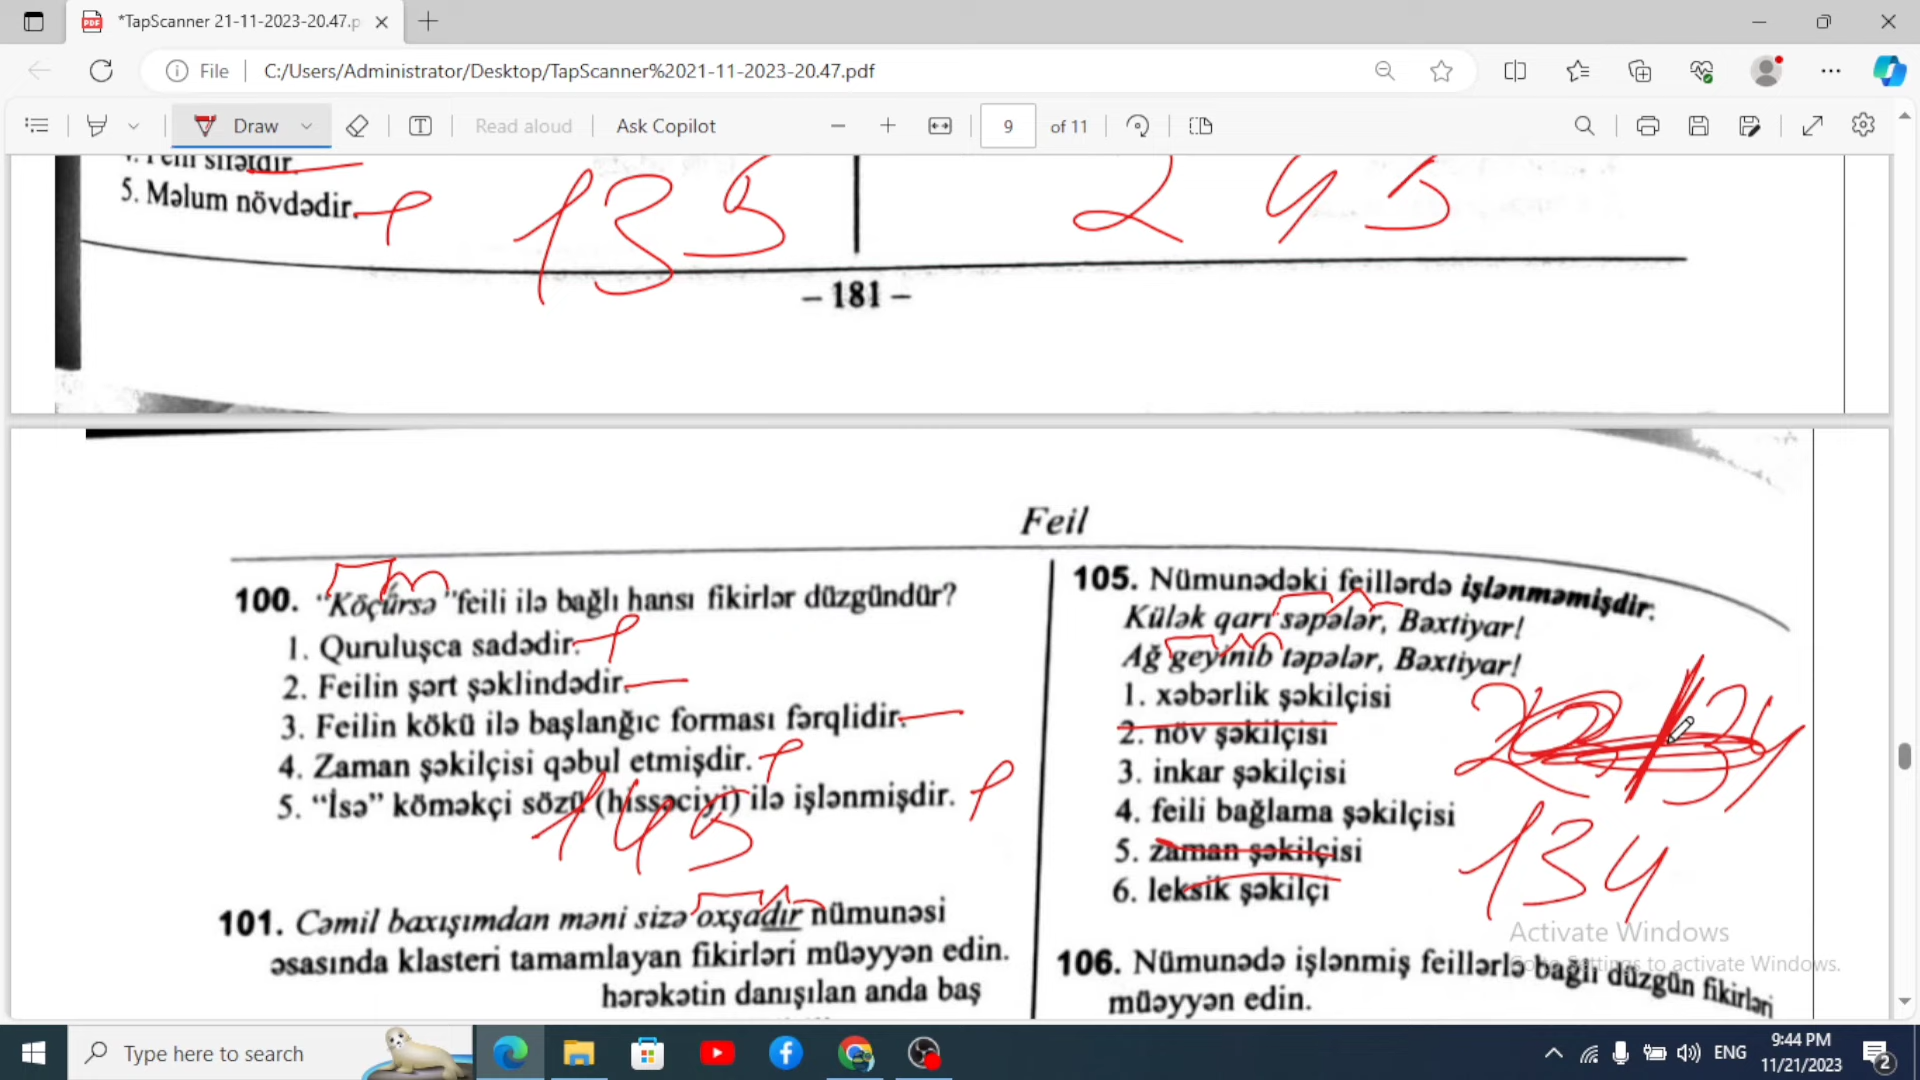 *TapScanner 21-11-2023-20.47.p
File
C:/Users/Administrator/Desktop/TapScanner%2021-11-2023-20.47.pdf
Draw
Read aloud
Ask Copilot
9
of 11
5. Məlum növdədir.
135
245
– 181 –
Feil
100. "Köçürsə" feili ilə bağlı hansı fikirlər düzgündür?
1. Quruluşca sadədir.
2. Feilin şərt şəklindədir.
3. Feilin kökü ilə başlanğıc forması fərqlidir.
4. Zaman şəkilçisi qəbul etmişdir.
5. "İsə" köməkçi sözü (hissəciyi) ilə işlənmişdir.
145
101. Cəmil baxışımdan məni sizə oxşadır nümunəsi
əsasında klasteri tamamlayan fikirləri müəyyən edin.
hərəkətin danışılan anda baş
105. Nümunədəki feillərdə işlənməmişdir:
Külək qarı səpələr, Bəxtiyar!
Ağ geyinib təpələr, Bəxtiyar!
1. xəbərlik şəkilçisi
2. növ şəkilçisi
3. inkar şəkilçisi
4. feili bağlama şəkilçisi
5. zaman şəkilçisi
6. leksik şəkilçi
134
106. Nümunədə işlənmiş feillərlə bağlı düzgün fikirləri
müəyyən edin.
Activate Windows
Go to Settings to activate Windows.
Type here to search
ENG
9:44 PM
11/21/2023
2